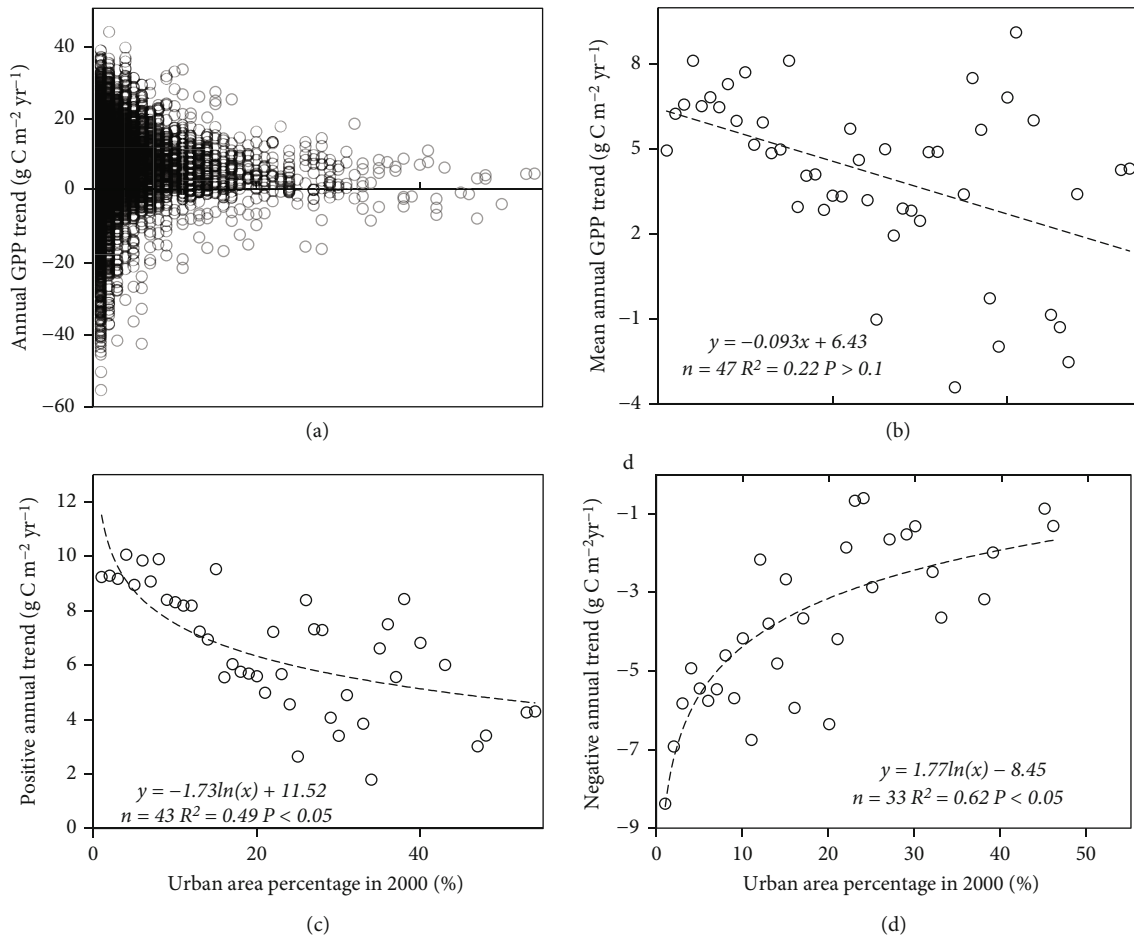 40
20
0
−20
−40
−60
Annual GPP trend (g C m−2 yr−1)
(a)
8
5
2
−1
−4
Mean annual GPP trend (g C m−2 yr−1)
y = −0.093x + 6.43
n = 47 R2 = 0.22 P > 0.1
(b)
12
10
8
6
4
2
0
Positive annual trend (g C m−2 yr−1)
y = −1.73ln(x) + 11.52
n = 43 R2 = 0.49 P < 0.05
0 20 40
Urban area percentage in 2000 (%)
(c)
d
−1
−3
−5
−7
−9
Negative annual trend (g C m−2yr−1)
y = 1.77ln(x) − 8.45
n = 33 R2 = 0.62 P < 0.05
0 10 20 30 40 50
Urban area percentage in 2000 (%)
(d)